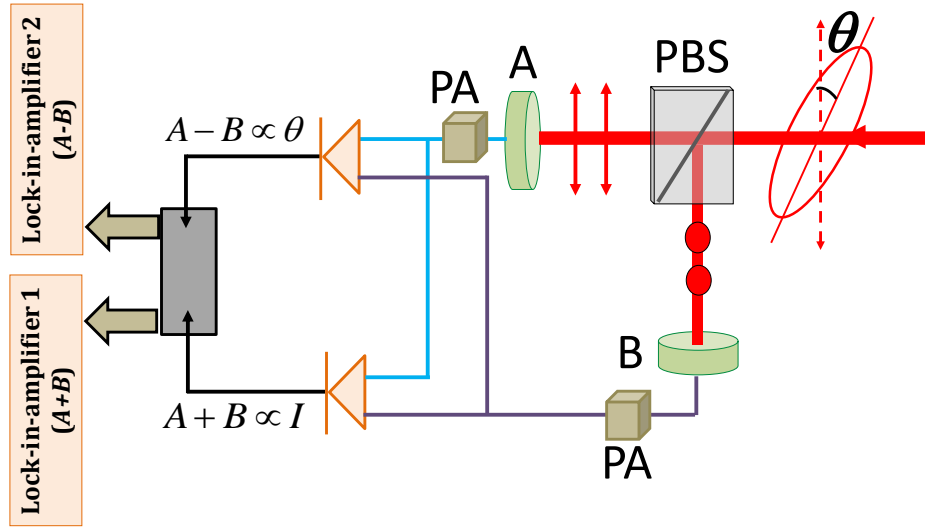 Lock-in-amplifier 2
(A-B)
Lock-in-amplifier 1
(A+B)
A − B ∝ θ
A + B ∝ I
PA
A
PBS
θ
B
PA